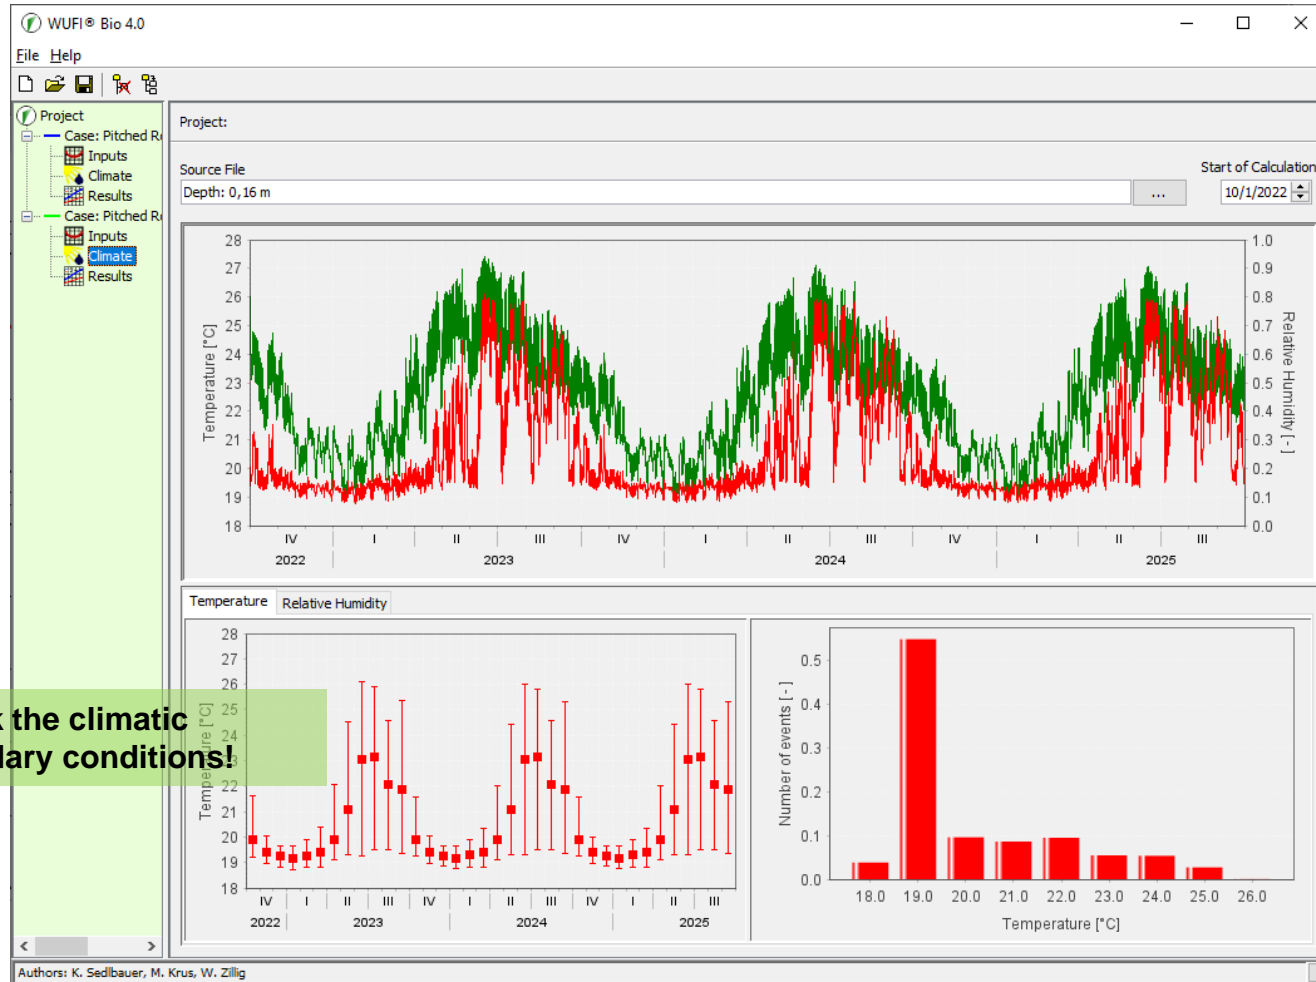 WUFI® Bio 4.0
File Help
Project
Case: Pitched R
Inputs
Climate
Results
Case: Pitched R
Inputs
Climate
Results
Project:
Source File
Start of Calculation
Depth: 0,16 m
...
10/1/2022
28
27
26
25
24
23
22
21
20
19
18
Temperature [°C]
1.0
0.9
0.8
0.7
0.6
0.5
0.4
0.3
0.2
0.1
0.0
Relative Humidity [-]
IV I II III IV I II III IV I II III
2022 2023 2024 2025
Temperature Relative Humidity
28
27
26
25
24
23
22
21
20
19
18
Temperature [°C]
IV I II III IV I II III IV I II III
2022 2023 2024 2025
the climatic
conditions!
0.5
0.4
0.3
0.2
0.1
0.0
Number of events [-]
18.0 19.0 20.0 21.0 22.0 23.0 24.0 25.0 26.0
Temperature [°C]
Authors: K. Sedlbauer, M. Krus, W. Zillig